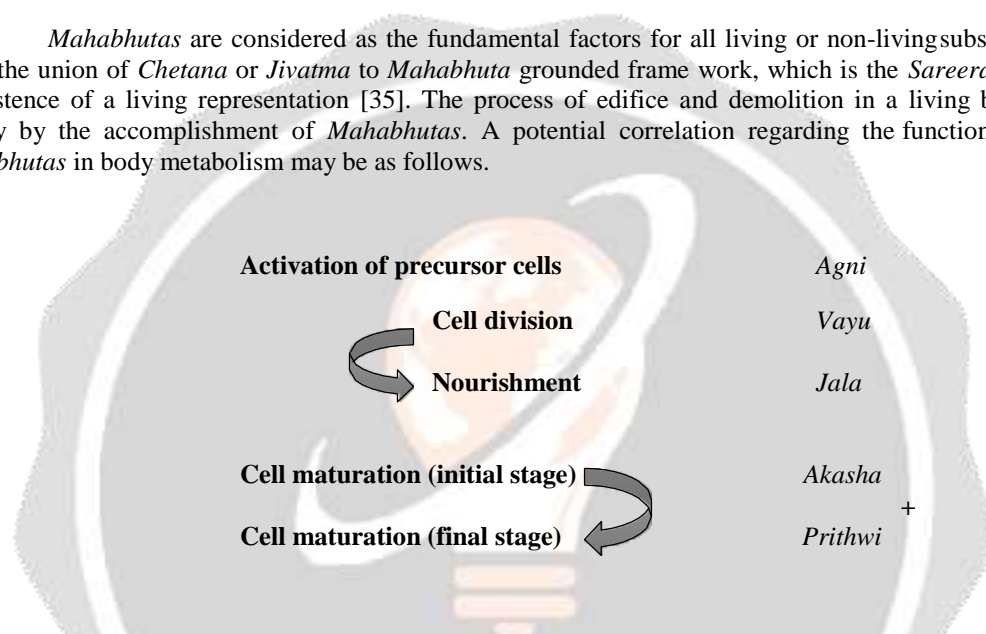 Mahabhutas are considered as the fundamental factors for all living or non-living subs
the union of Chetana or Jivatma to Mahabhuta grounded frame work, which is the Sareera
stence of a living representation [35]. The process of edifice and demolition in a living b
y by the accomplishment of Mahabhutas. A potential correlation regarding the function
bhutas in body metabolism may be as follows.
Activation of precursor cells Agni
Cell division Vayu
Nourishment Jala
Cell maturation (initial stage) Akasha
+
Cell maturation (final stage) Prithwi